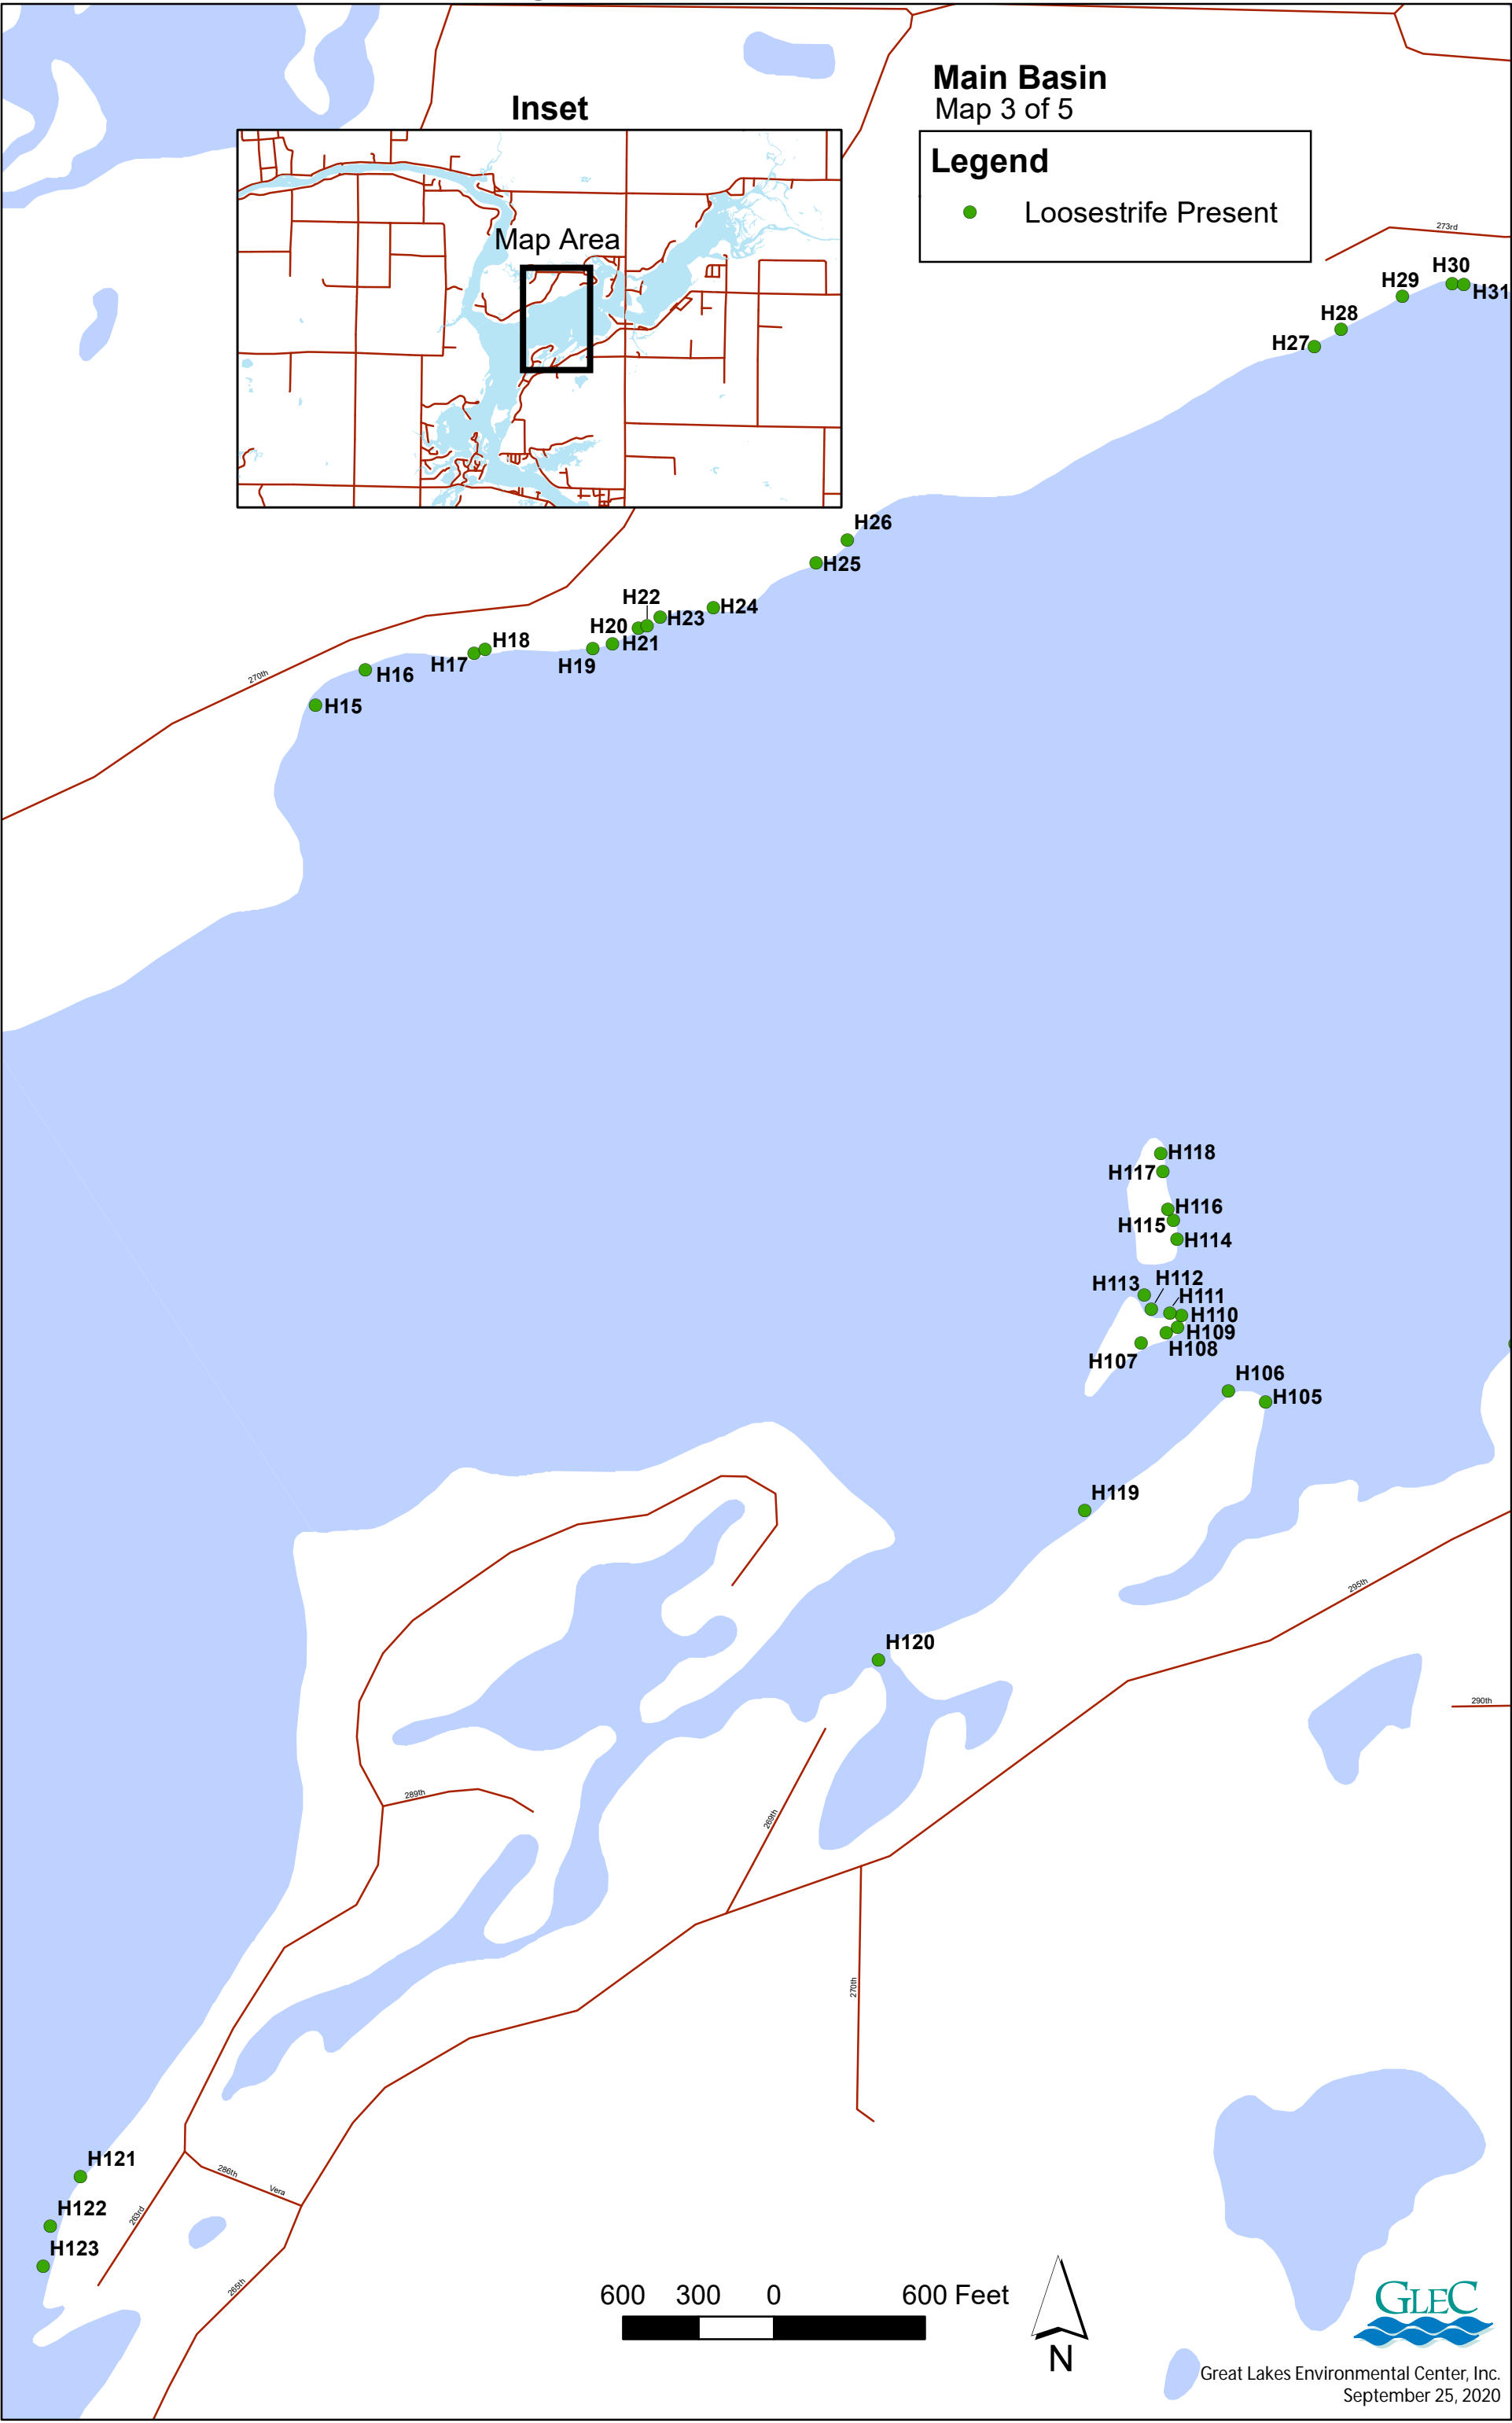 Main Basin
Map 3 of 5
Inset
Legend
Loosestrife Present
Map Area
273rd
H30
H29
H31
H28
H27
H26
H25
H22
H24
H23
H20
H21
H18
H17
H19
H16
270th
H15
H118
H117
H116
H115
H114
H113
H112
H111
H110
H109
H108
H107
H106
H105
H119
295th
H120
290th
289th
269th
270th
H121
286th
Vera
H122
263rd
H123
265th
600 300 0 600 Feet
N
GLEC
Great Lakes Environmental Center, Inc.
September 25, 2020